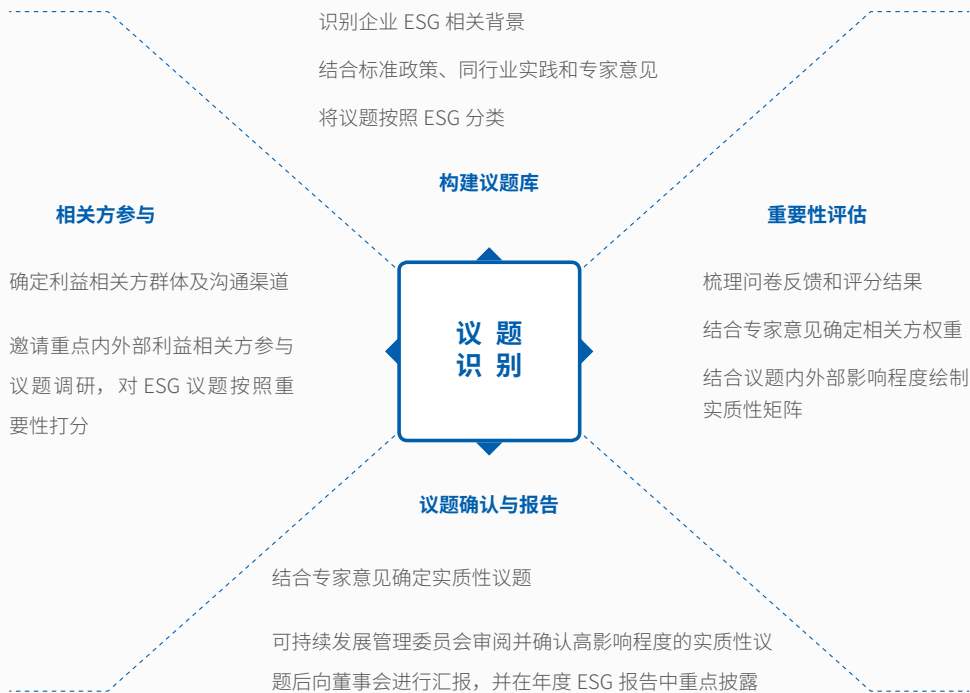 识别企业 ESG 相关背景
结合标准政策、同行业实践和专家意见
将议题按照 ESG 分类
构建议题库
相关方参与
确定利益相关方群体及沟通渠道
邀请重点内外部利益相关方参与
议题调研，对 ESG 议题按照重
要性打分
议 题
识 别
重要性评估
梳理问卷反馈和评分结果
结合专家意见确定相关方权重
结合议题内外部影响程度绘制
实质性矩阵
议题确认与报告
结合专家意见确定实质性议题
可持续发展管理委员会审阅并确认高影响程度的实质性议
题后向董事会进行汇报，并在年度 ESG 报告中重点披露